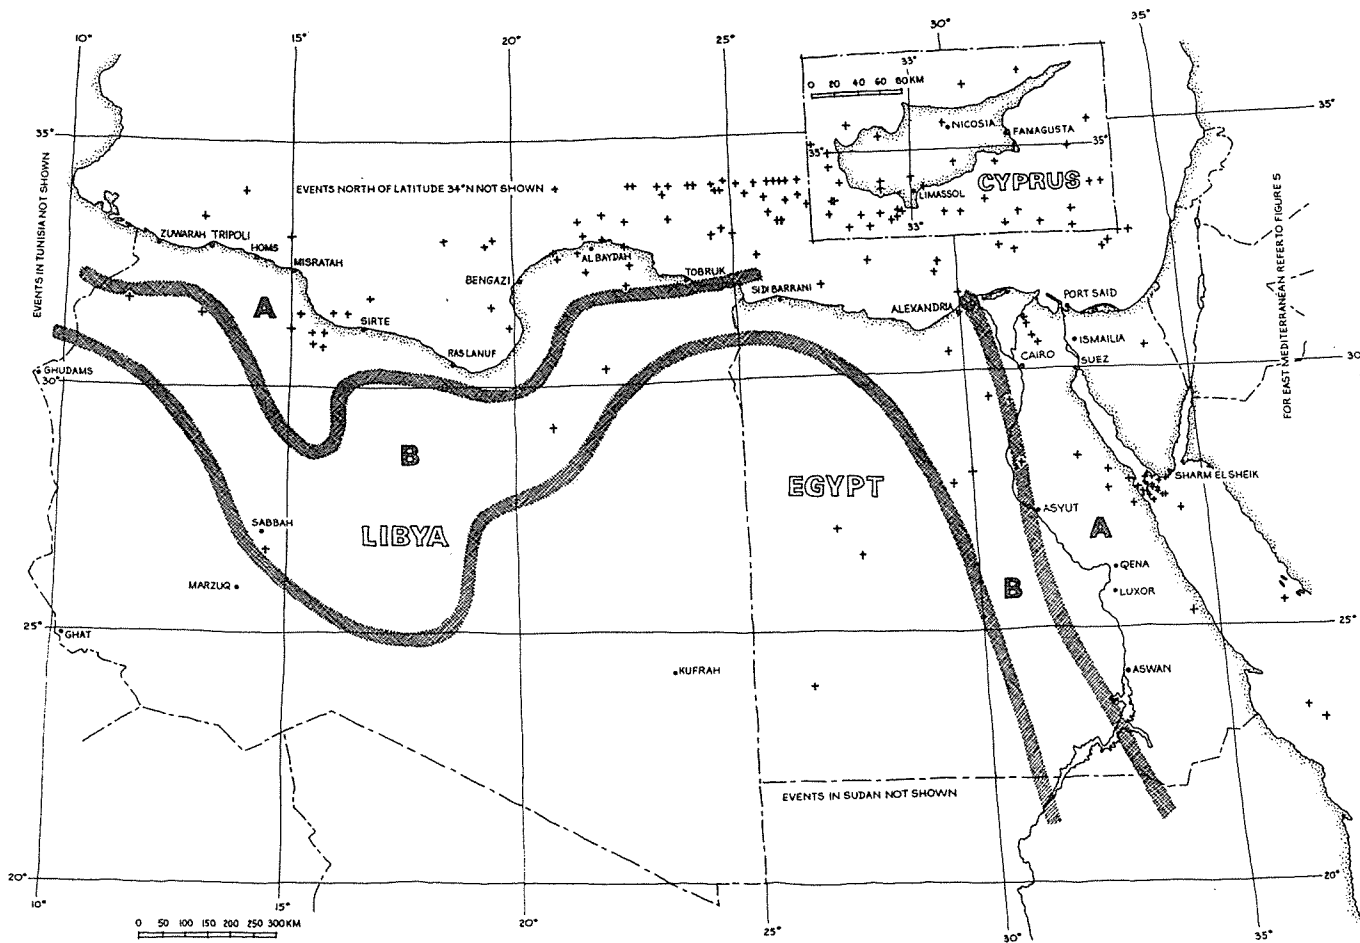 10°
15°
20°
25°
30°
35°
33°
0 20 40 60 80 KM
NICOSIA
FAMAGUSTA
35°
35°
CYPRUS
LIMASSOL
33°
35°
35°
EVENTS IN TUNISIA NOT SHOWN
EVENTS NORTH OF LATITUDE 34°N NOT SHOWN
ZUWARAH
TRIPOLI
HOMS
MISRATAH
BENGAZI
AL BAYDAH
TOBRUK
SIDI BARRANI
ALEXANDRIA
PORT SAID
A
SIRTE
RAS LANUF
CAIRO
ISMAILIA
SUEZ
FOR EAST MEDITERRANEAN REFER TO FIGURE 5
GHUDAMS
30°
30°
B
LIBYA
EGYPT
SHARM EL SHEIK
ASYUT
A
SABBAH
MARZUQ
QENA
B
LUXOR
25°
GHAT
25°
KUFRAH
ASWAN
EVENTS IN SUDAN NOT SHOWN
20°
20°
10°
15°
20°
25°
30°
35°
0 50 100 150 200 250 300KM